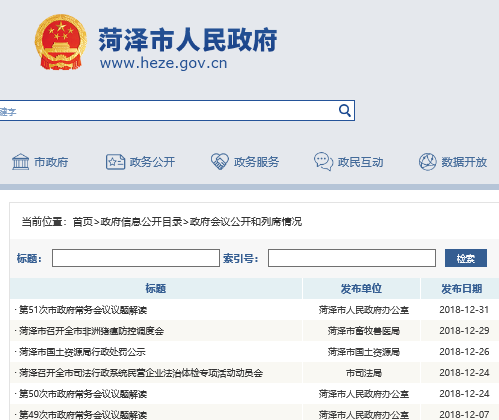 菏泽市人民政府
www.heze.gov.cn
建字
市政府 政务公开 政务服务 政民互动 数据开放
当前位置：首页>政府信息公开目录>政府会议公开和列席情况
标题： 索引号： 检索
标题 发布单位 发布日期
· 第51次市政府常务会议议题解读 菏泽市人民政府办公室 2018-12-31
· 菏泽市召开全市非洲猪瘟防控调度会 菏泽市畜牧兽医局 2018-12-29
· 菏泽市国土资源局行政处罚公示 菏泽市国土资源局 2018-12-26
· 菏泽召开全市司法行政系统民营企业法治体检专项活动动员会 市司法局 2018-12-24
· 第50次市政府常务会议议题解读 菏泽市人民政府办公室 2018-12-24
· 第49次市政府常务会议议题解读 菏泽市人民政府办公室 2018-12-07